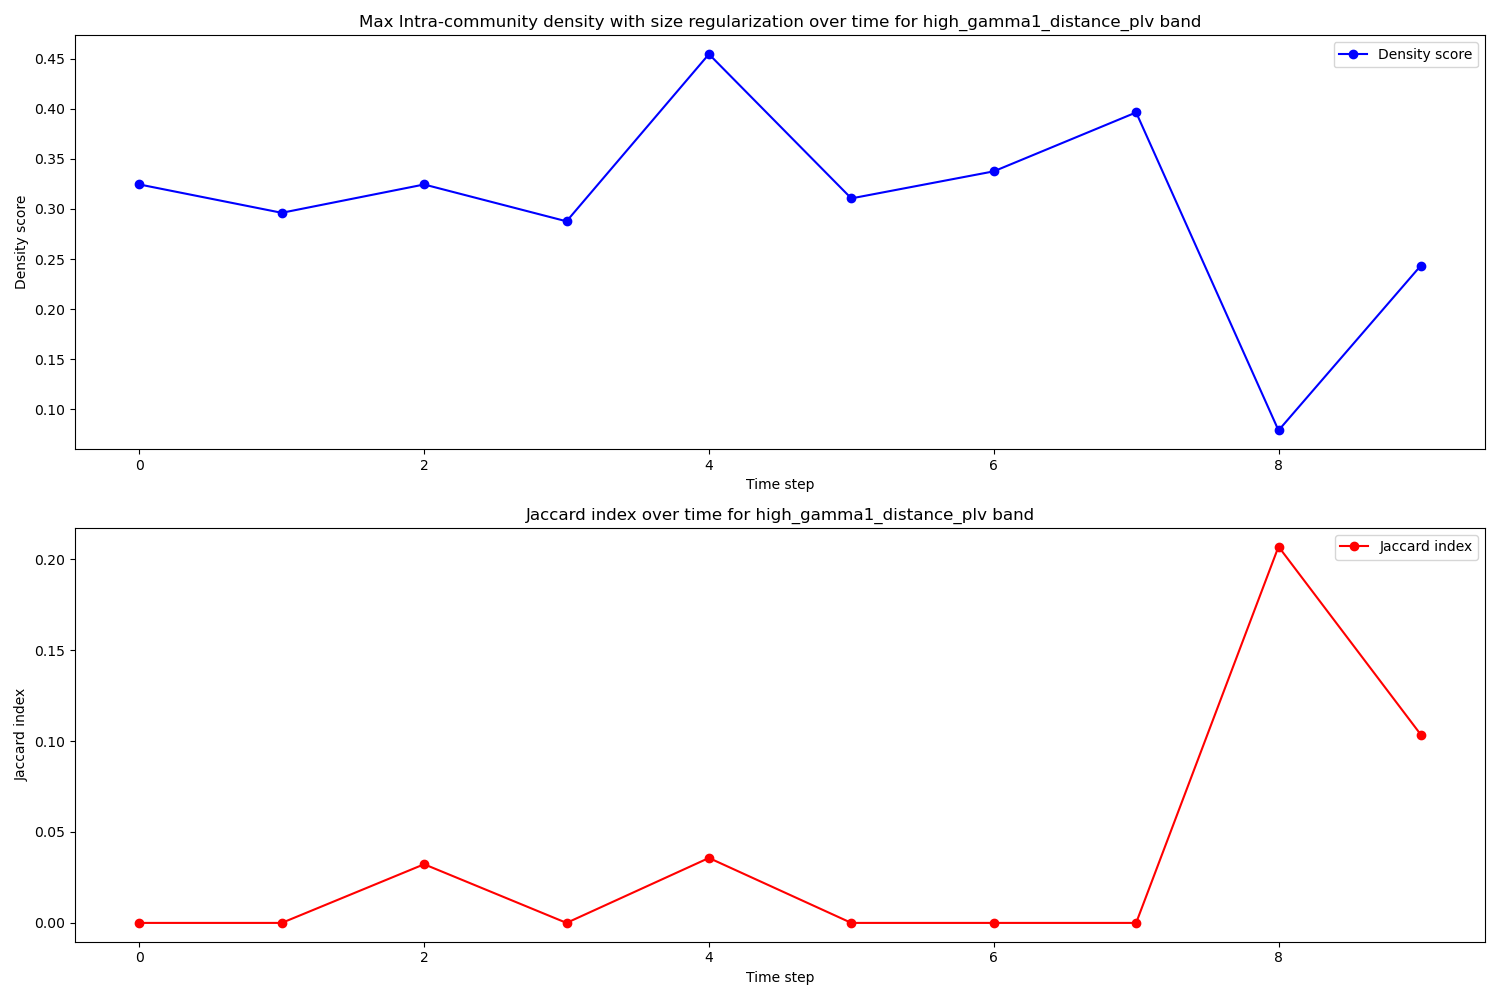 Max Intra-community density with size regularization over time for high_gamma1_distance_plv band
Density score
0.45
0.40
0.35
0.30
0.25
0.20
0.15
0.10
Density score
0 2 4 6 8
Time step
Jaccard index over time for high_gamma1_distance_plv band
Jaccard index
0.20
0.15
0.10
0.05
0.00
Jaccard index
0 2 4 6 8
Time step